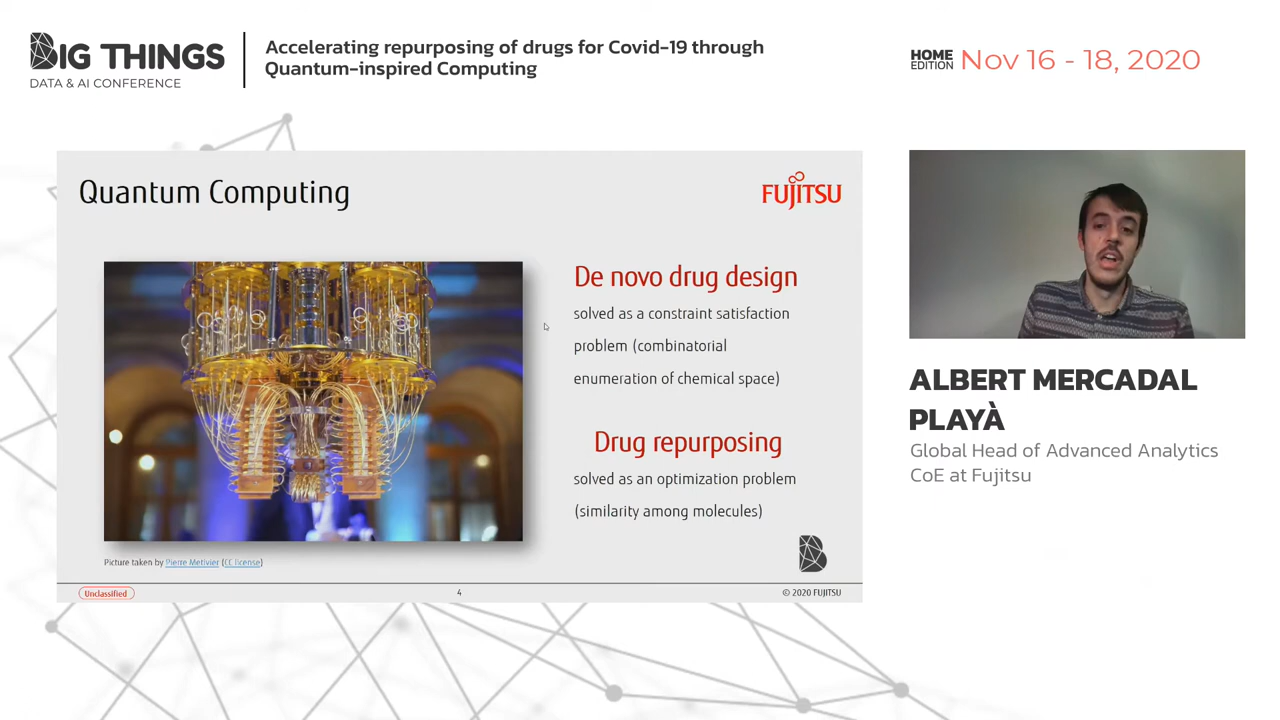 BIG THINGS
DATA & AI CONFERENCE
Accelerating repurposing of drugs for Covid-19 through
Quantum-inspired Computing
HOME
EDITION
Nov 16 - 18, 2020
Quantum Computing
FUJITSU
De novo drug design
solved as a constraint satisfaction
problem (combinatorial
enumeration of chemical space)
Drug repurposing
solved as an optimization problem
(similarity among molecules)
B
Picture taken by Pierre Metivier (CC license)
Unclassified
4
© 2020 FUJITSU
ALBERT MERCADAL
PLAYÀ
Global Head of Advanced Analytics
CoE at Fujitsu